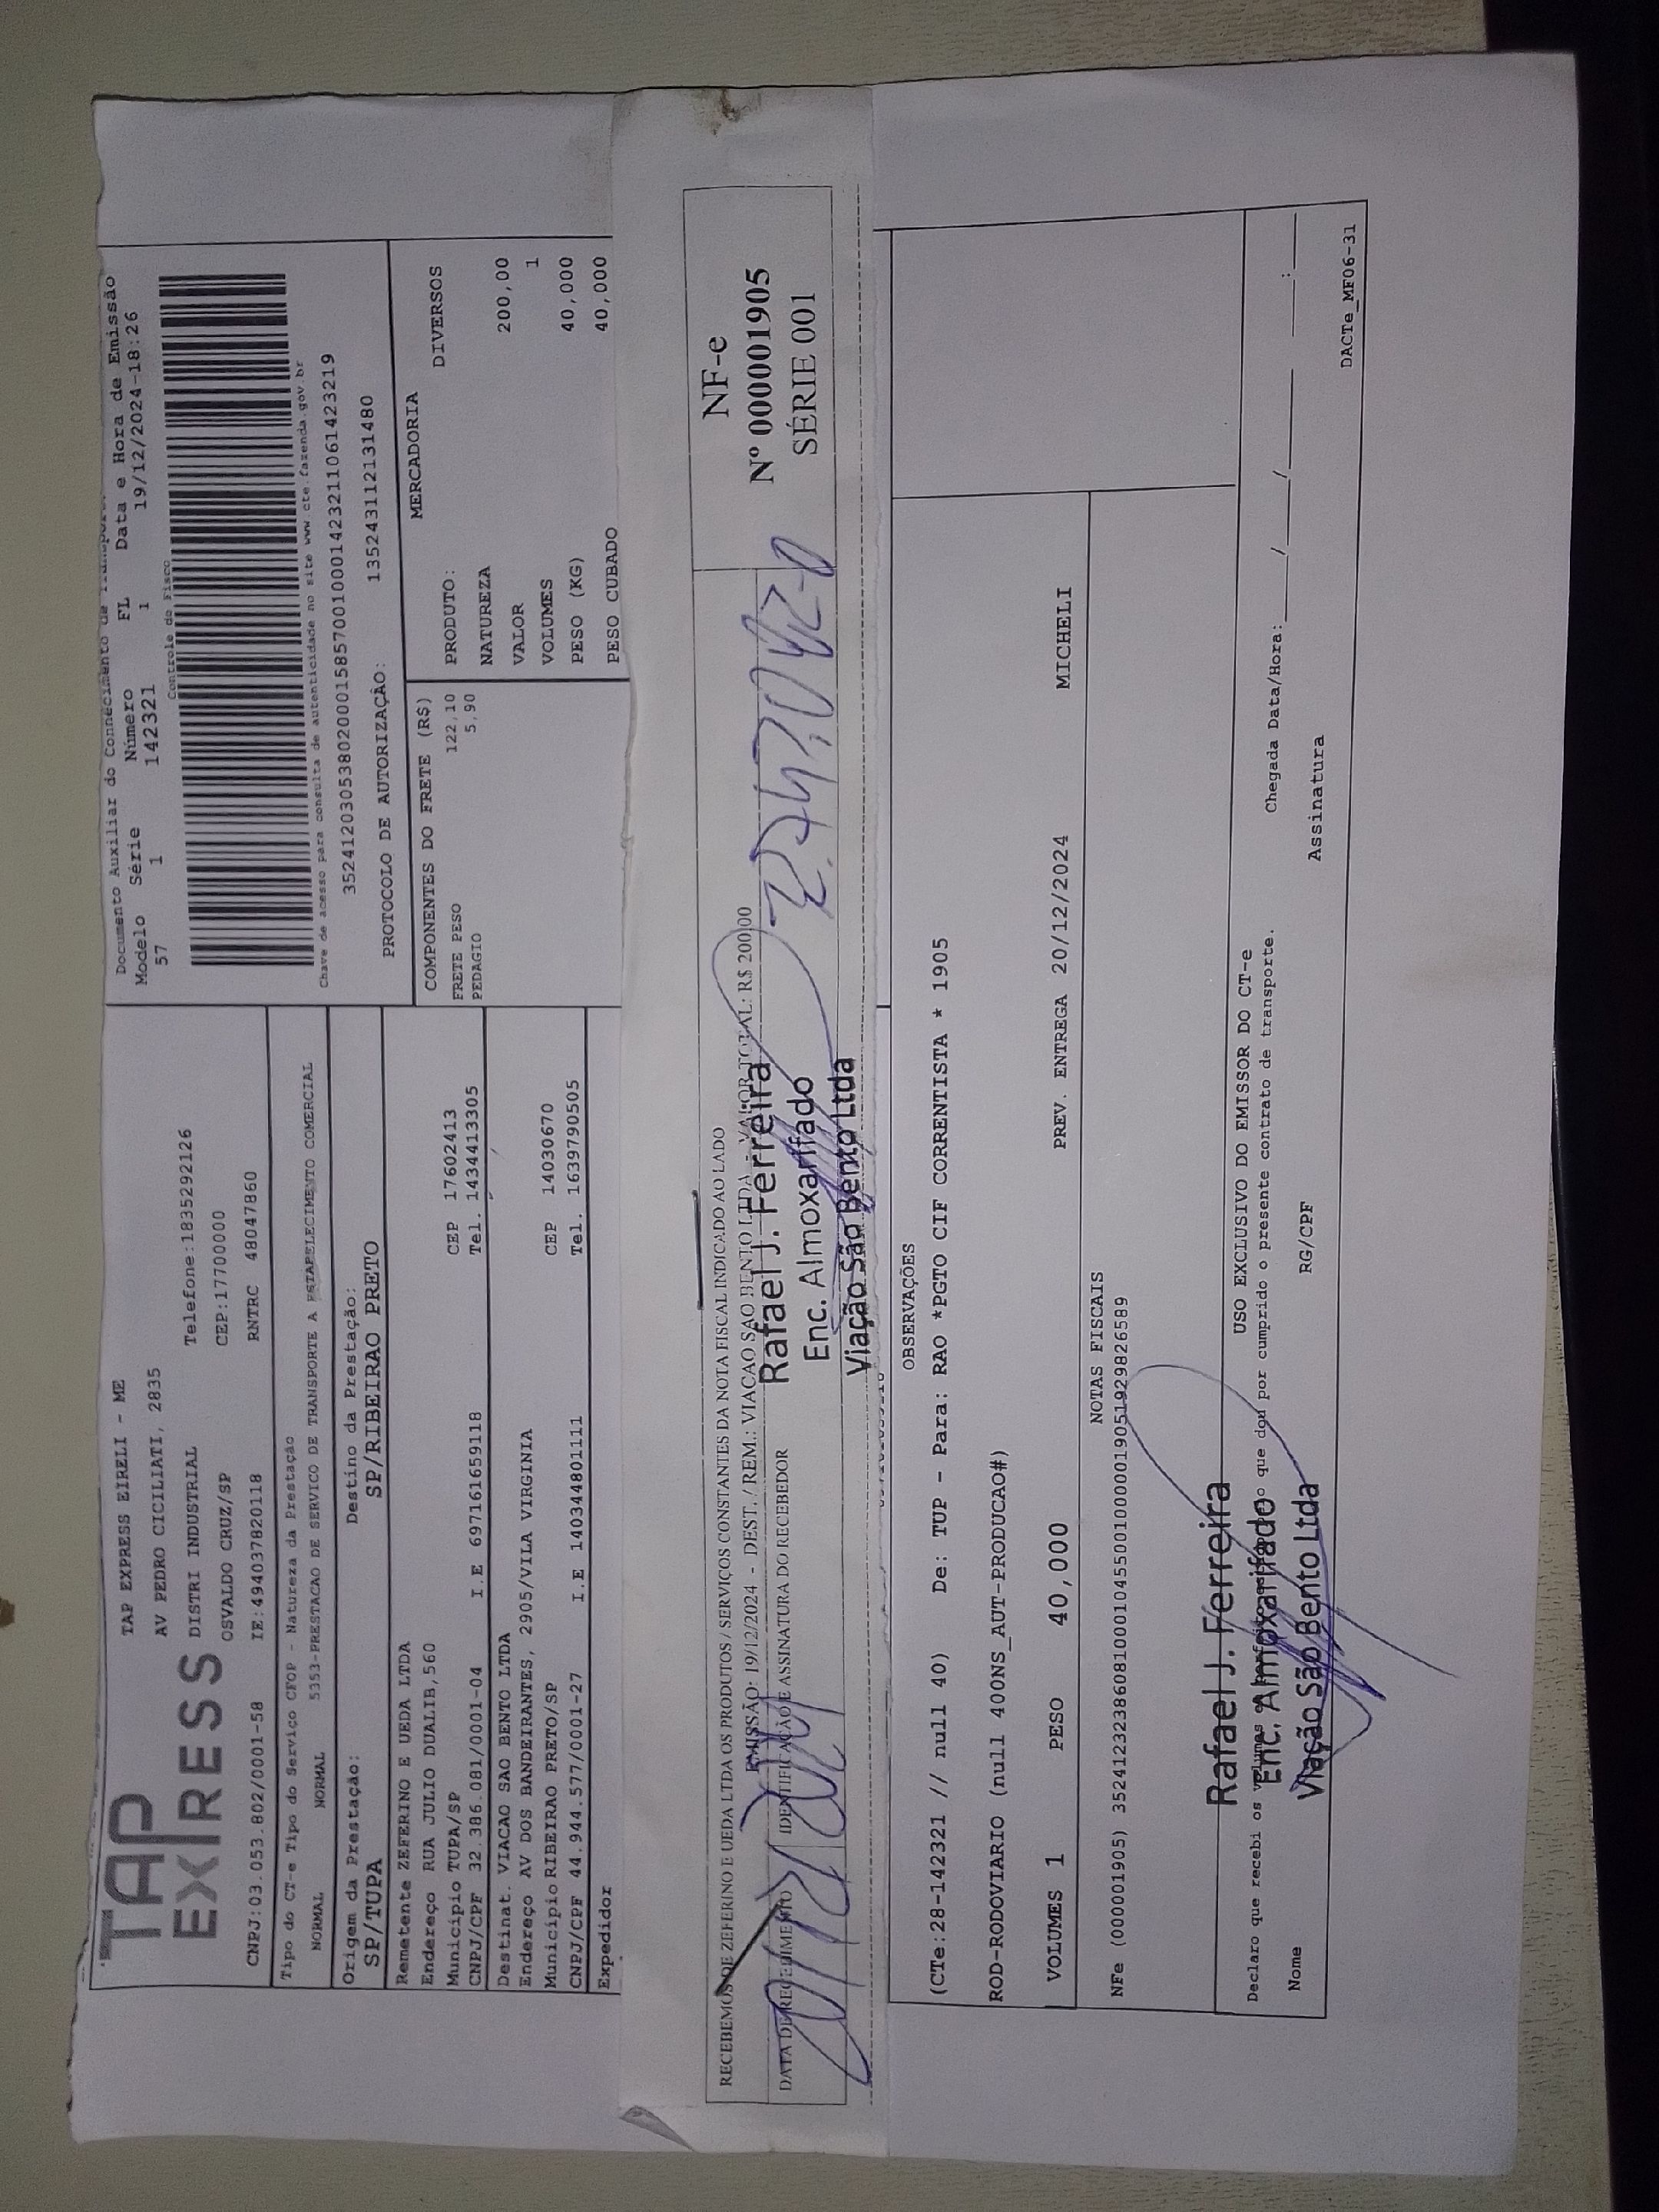 TAP
EXPRESS
TAP EXPRESS EIRELI - ME
AV PEDRO CICILIATI, 2835
DISTRI INDUSTRIAL Telefone:1835292126
OSVALDO CRUZ/SP CEP:17700000
CNPJ:03.053.802/0001-58 IE:494037820118 RNTRC 48047860
Documento Auxiliar do Conhecimento de
Modelo Série Número FL Data e Hora de Emissão
57 1 142321 1 19/12/2024-18:26
Controle do Fisco
Chave de acesso para consulta de autenticidade no site www.cte.fazenda.gov.br
35241203053802000158570010001423211061423219
PROTOCOLO DE AUTORIZAÇÃO: 135243112131480
Tipo do CT-e Tipo do Serviço CFOP - Natureza da Prestação
NORMAL NORMAL 5353-PRESTACAO DE SERVICO DE TRANSPORTE A ESTABELECIMENTO COMERCIAL
Origem da Prestação: Destino da Prestação:
SP/TUPA SP/RIBEIRAO PRETO
Remetente ZEFERINO E UEDA LTDA
Endereço RUA JULIO DUALIB,560
Município TUPA/SP CEP 17602413
CNPJ/CPF 32.386.081/0001-04 I.E 697161659118 Tel. 1434413305
Destinat. VIACAO SAO BENTO LTDA
Endereço AV DOS BANDEIRANTES, 2905/VILA VIRGINIA
Município RIBEIRAO PRETO/SP CEP 14030670
CNPJ/CPF 44.944.577/0001-27 I.E 140344801111 Tel. 1639790505
Expedidor
COMPONENTES DO FRETE (R$)
FRETE PESO 122,10
PEDAGIO 5,90
MERCADORIA
PRODUTO: DIVERSOS
NATUREZA
VALOR 200,00
VOLUMES 1
PESO (KG) 40,000
PESO CUBADO 40,000
RECEBEMOS DE ZEFERINO E UEDA LTDA OS PRODUTOS / SERVIÇOS CONSTANTES DA NOTA FISCAL INDICADO AO LADO
EMISSÃO: 19/12/2024 - DEST. / REM.: VIACAO SAO BENTO LTDA - VALOR TOTAL: R$ 200,00
DATA DE RECEBIMENTO IDENTIFICAÇÃO E ASSINATURA DO RECEBEDOR
NF-e
Nº 000001905
SÉRIE 001
Rafael J. Ferreira
Enc. Almoxarifado
Viação São Bento Ltda
OBSERVAÇÕES
(CTe:28-142321 // null 40) De: TUP - Para: RAO *PGTO CIF CORRENTISTA * 1905
ROD-RODOVIARIO (null 400NS_AUT-PRODUCAO#)
VOLUMES 1 PESO 40,000 PREV. ENTREGA 20/12/2024 MICHELI
NOTAS FISCAIS
NFe (00001905) 35241232386081000104550010000019051929826589
USO EXCLUSIVO DO EMISSOR DO CT-e
Declaro que recebi os que dou por cumprido o presente contrato de transporte.
Chegada Data/Hora:____/____/____ ____:____
Nome RG/CPF Assinatura
Rafael J. Ferreira
Enc. Almoxarifado
Viação São Bento Ltda
DACTe_MF06-31